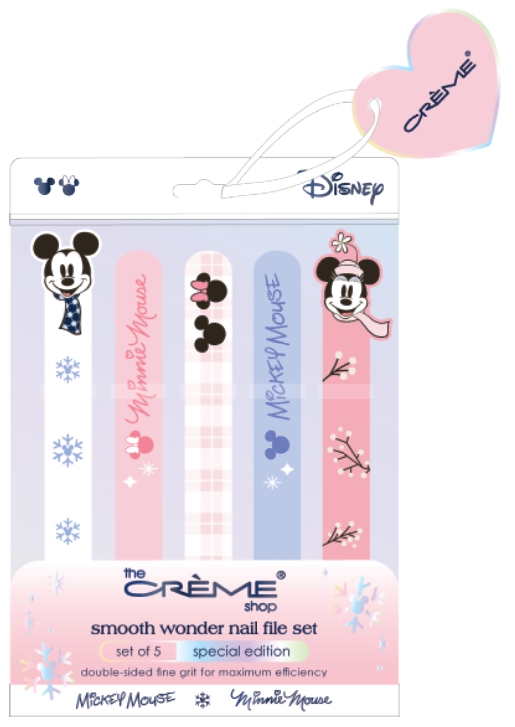 CRÈME®
Disney
Minnie Mouse
MICKEY MOUSE
the
CRÈME®
shop
smooth wonder nail file set
set of 5 special edition
double-sided fine grit for maximum efficiency
MICKEY MOUSE Minnie Mouse